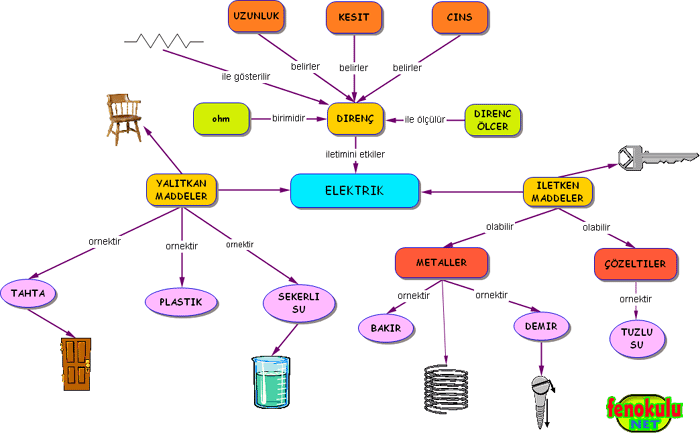 UZUNLUK
KESIT
CINS
belirler
belirler
belirler
ile gösterilir
ohm
birimidir
DIRENÇ
ile ölçülür
DIRENC
ÖLCER
iletimini etkiler
YALITKAN
MADDELER
ELEKTRIK
ILETKEN
MADDELER
ornektir
ornektir
ornektir
olabilir
olabilir
METALLER
ÇÖZELTILER
TAHTA
PLASTIK
SEKERLI
SU
ornektir
ornektir
ornektir
BAKIR
DEMIR
TUZLU
SU
fenokulu
NET